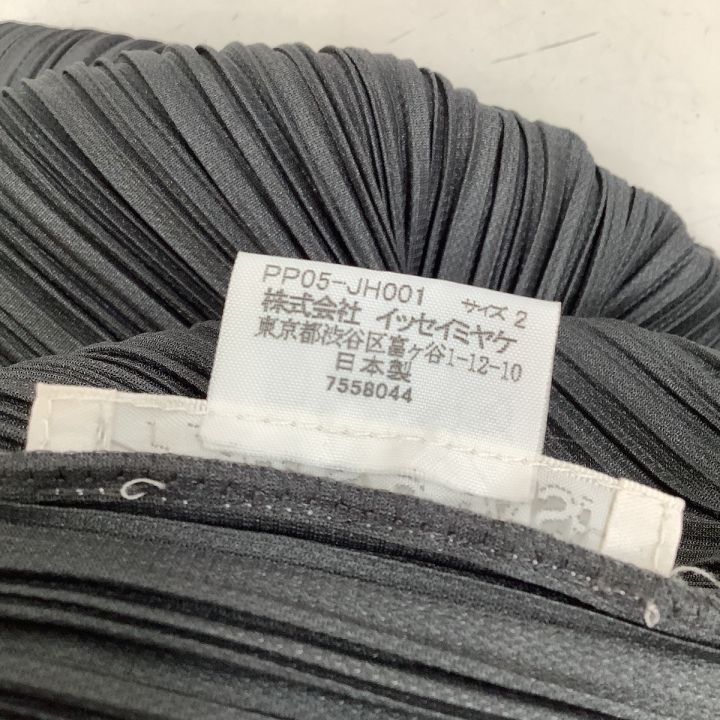 PP05-JH001 サイズ 2
株式会社 イッセイミヤケ
東京都渋谷区富ヶ谷1-12-10
日本製
7558044